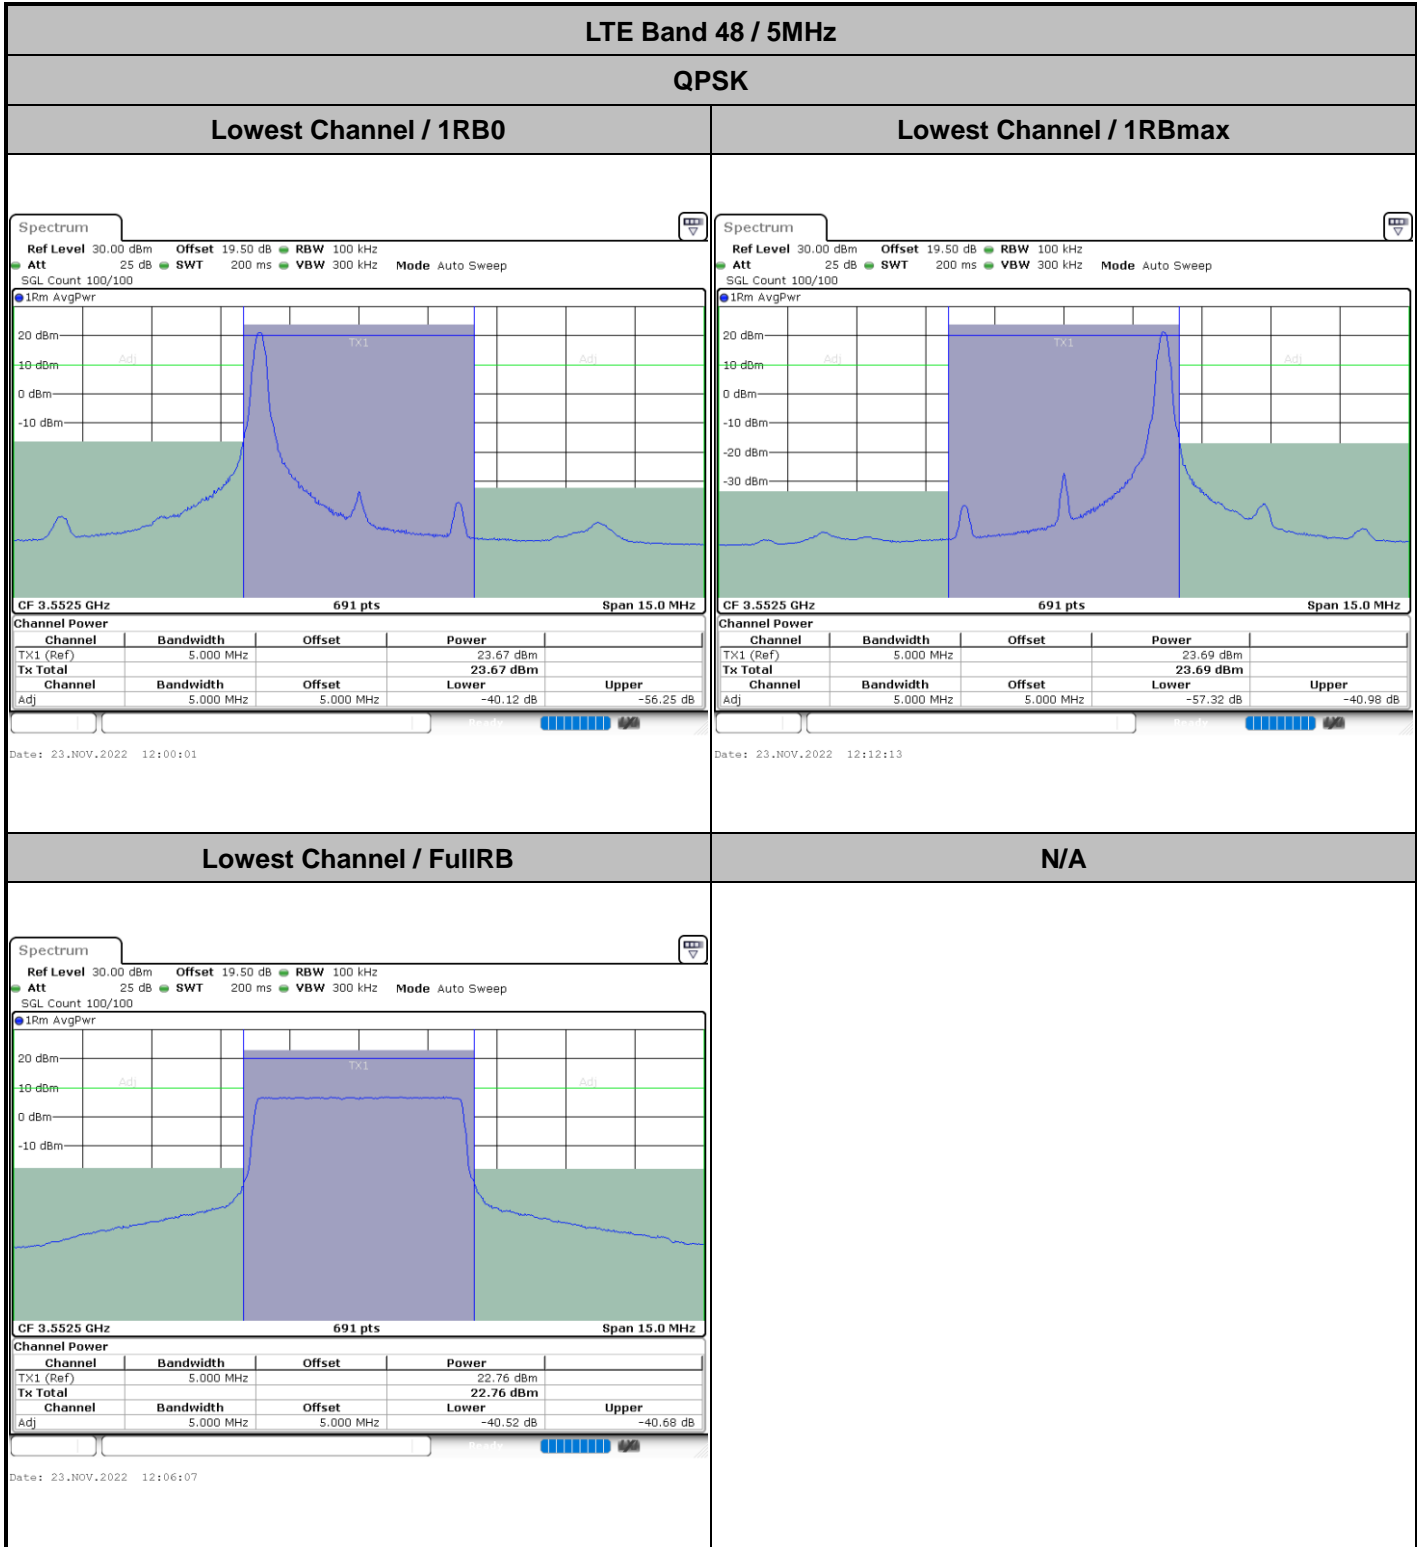 LTE Band 48 / 5MHz
QPSK
Lowest Channel / 1RB0
Lowest Channel / 1RBmax
Spectrum
Ref Level 30.00 dBm Offset 19.50 dB RBW 100 kHz
Att 25 dB SWT 200 ms VBW 300 kHz Mode Auto Sweep
SGL Count 100/100
1Rm AvgPwr
20 dBm
TX1
Adj
Adj
10 dBm
0 dBm
-10 dBm
CF 3.5525 GHz 691 pts Span 15.0 MHz
Channel Power
Channel Bandwidth Offset Power
TX1 (Ref) 5.000 MHz 23.67 dBm
Tx Total 23.67 dBm
Channel Bandwidth Offset Lower Upper
Adj 5.000 MHz 5.000 MHz -40.12 dB -56.25 dB
Ready
Date: 23.NOV.2022 12:00:01
Spectrum
Ref Level 30.00 dBm Offset 19.50 dB RBW 100 kHz
Att 25 dB SWT 200 ms VBW 300 kHz Mode Auto Sweep
SGL Count 100/100
1Rm AvgPwr
20 dBm
TX1
Adj
Adj
10 dBm
0 dBm
-10 dBm
-20 dBm
-30 dBm
CF 3.5525 GHz 691 pts Span 15.0 MHz
Channel Power
Channel Bandwidth Offset Power
TX1 (Ref) 5.000 MHz 23.69 dBm
Tx Total 23.69 dBm
Channel Bandwidth Offset Lower Upper
Adj 5.000 MHz 5.000 MHz -57.32 dB -40.98 dB
Ready
Date: 23.NOV.2022 12:12:13
Lowest Channel / FullRB
N/A
Spectrum
Ref Level 30.00 dBm Offset 19.50 dB RBW 100 kHz
Att 25 dB SWT 200 ms VBW 300 kHz Mode Auto Sweep
SGL Count 100/100
1Rm AvgPwr
20 dBm
TX1
Adj
Adj
10 dBm
0 dBm
-10 dBm
CF 3.5525 GHz 691 pts Span 15.0 MHz
Channel Power
Channel Bandwidth Offset Power
TX1 (Ref) 5.000 MHz 22.76 dBm
Tx Total 22.76 dBm
Channel Bandwidth Offset Lower Upper
Adj 5.000 MHz 5.000 MHz -40.52 dB -40.68 dB
Ready
Date: 23.NOV.2022 12:06:07